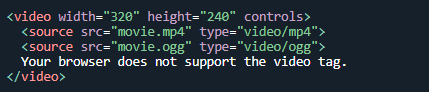 <video width="320" height="240" controls>
  <source src="movie.mp4" type="video/mp4">
  <source src="movie.ogg" type="video/ogg">
  Your browser does not support the video tag.
</video>